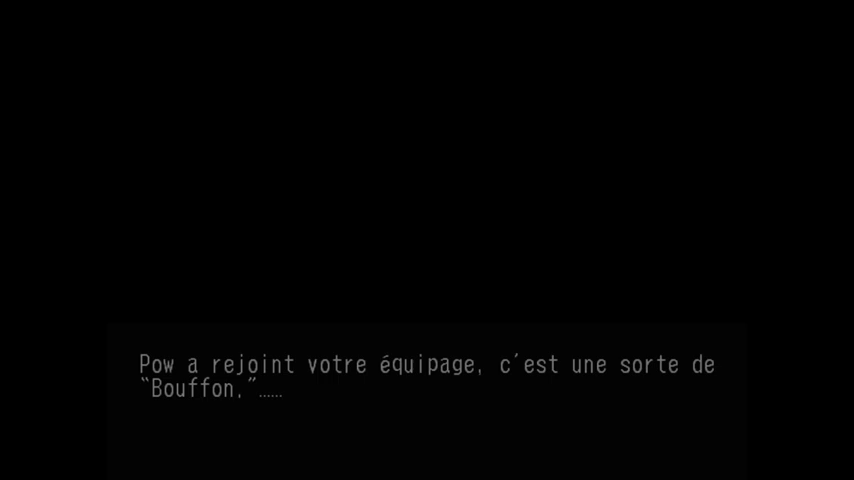 Pow a rejoint votre équipage, c'est une sorte de
“Bouffon.”……